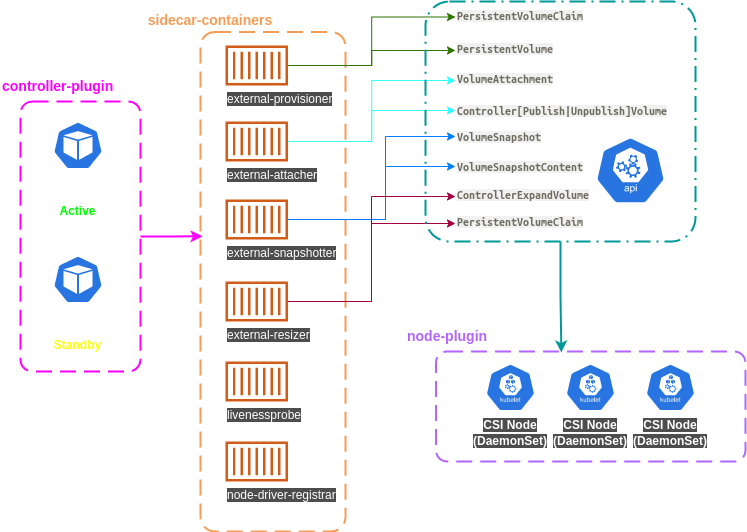 sidecar-containers
controller-plugin
Active
Standby
external-provisioner
external-attacher
external-snapshotter
external-resizer
livenessprobe
node-driver-registrar
PersistentVolumeClaim
PersistentVolume
VolumeAttachment
Controller[Publish|Unpublish]Volume
VolumeSnapshot
VolumeSnapshotContent
ControllerExpandVolume
PersistentVolumeClaim
api
node-plugin
kubelet
kubelet
kubelet
CSI Node
(DaemonSet)
CSI Node
(DaemonSet)
CSI Node
(DaemonSet)